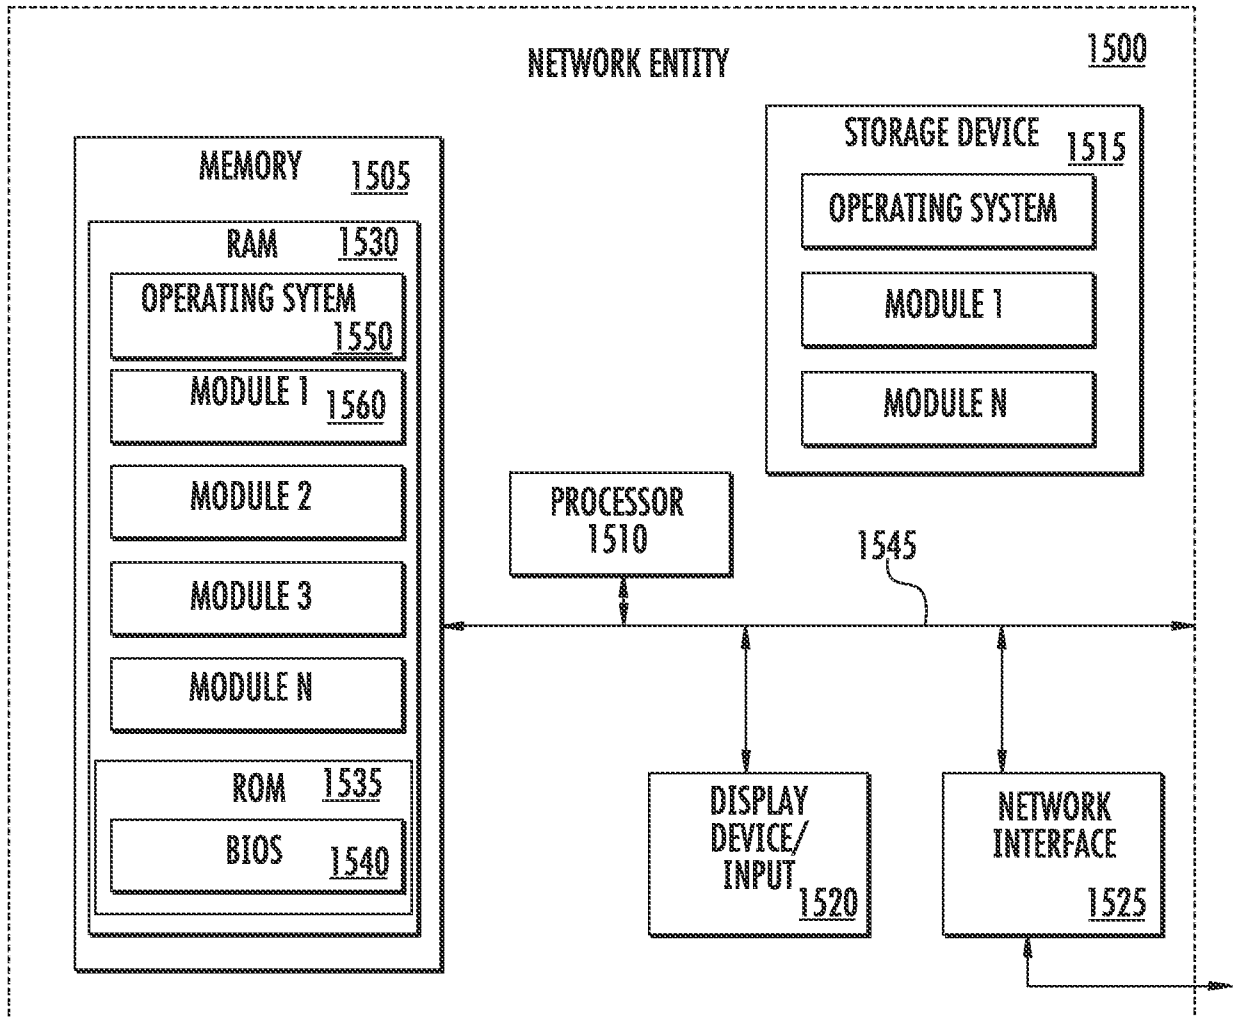 NETWORK ENTITY
1500
MEMORY
1505
RAM
1530
OPERATING SYTEM
1550
MODULE 1
1560
MODULE 2
MODULE 3
MODULE N
ROM
1535
BIOS
1540
STORAGE DEVICE
1515
OPERATING SYSTEM
MODULE 1
MODULE N
PROCESSOR
1510
1545
DISPLAY
DEVICE/
INPUT
1520
NETWORK
INTERFACE
1525